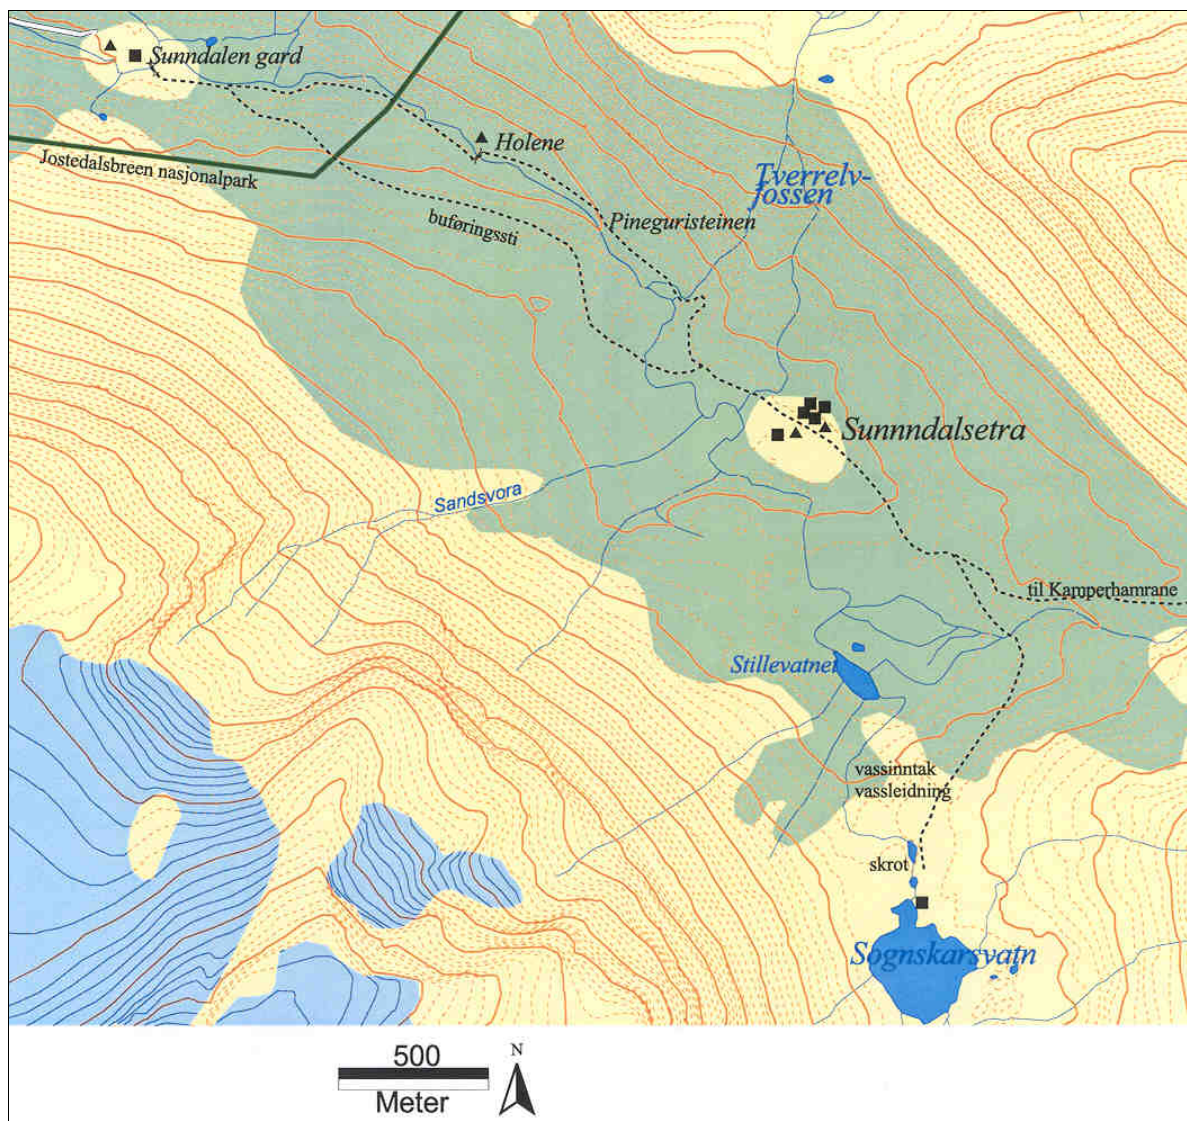 Sunndalen gard
Holene
Jostedalsbreen nasjonalpark
Tverrelv-
fossen
buføringssti
Pineguristeinen
Sunnndalsetra
Sandsvora
til Kamperhamrane
Stillevatnet
vassinntak
vassleidning
skrot
Sognskarsvatn
500
Meter
N